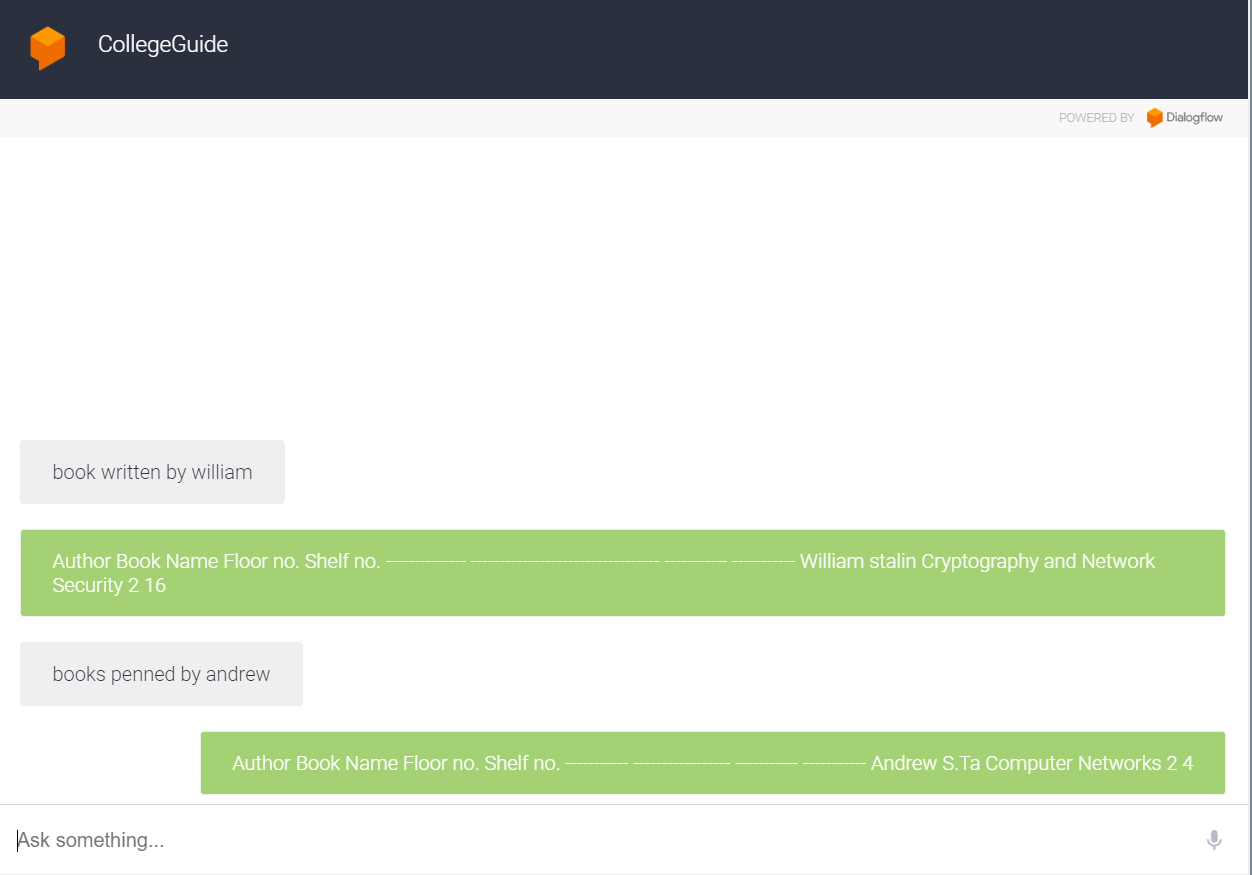 CollegeGuide
POWERED BY Dialogflow
book written by william
Author Book Name Floor no. Shelf no. -------------- --------------------------------- ----------- ----------- William stalin Cryptography and Network
Security 2 16
books penned by andrew
Author Book Name Floor no. Shelf no. ----------- ----------------- ----------- ----------- Andrew S.Ta Computer Networks 2 4
Ask something...